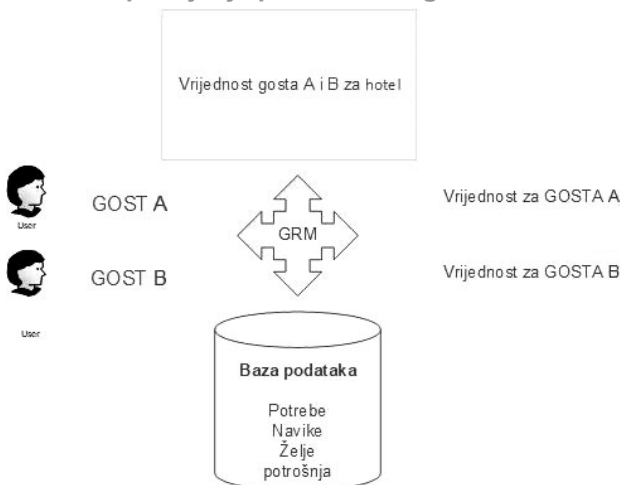 Vrijednost gosta A i B za hotel
GOST A
Vrijednost za GOSTA A
User
GRM
GOST B
Vrijednost za GOSTA B
User
Baza podataka
Potrebe
Navike
Želje
potrošnja